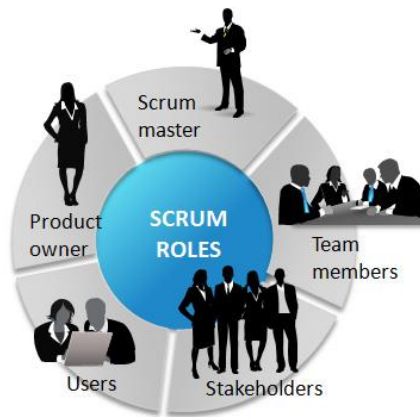 Scrum
master
Product
owner
SCRUM
ROLES
Team
members
Users
Stakeholders